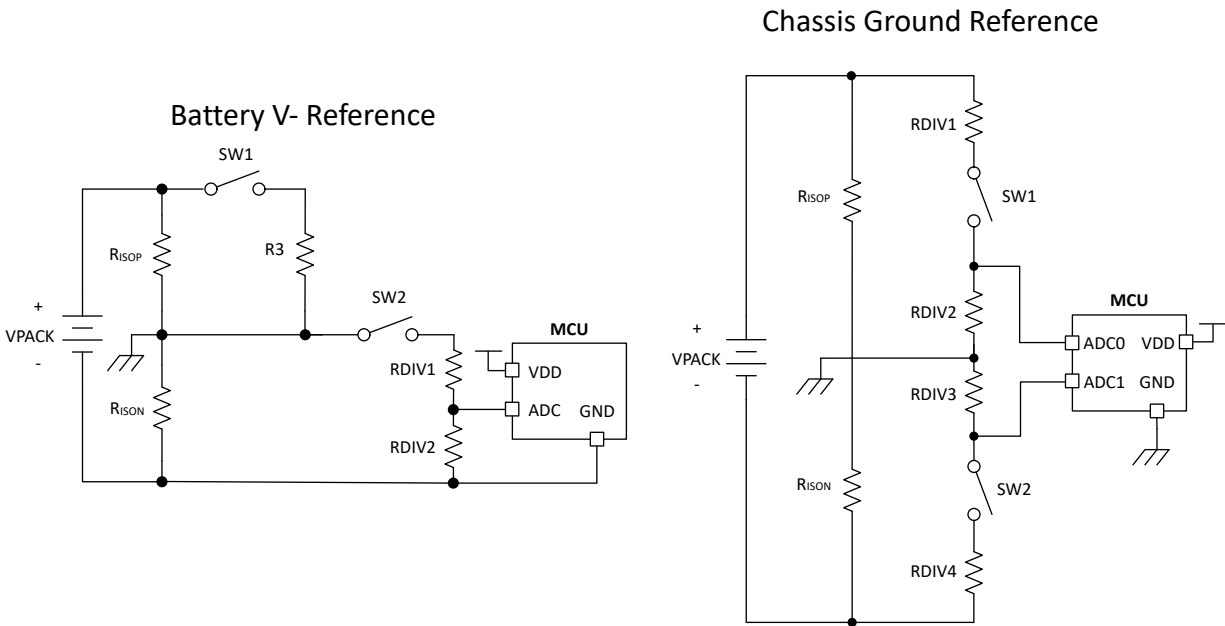 Chassis Ground Reference
Battery V- Reference
SW1
RISOP
R3
SW2
+
VPACK
-
RISON
RDIV1
RDIV2
MCU
VDD
ADC
GND
RDIV1
SW1
RISOP
RDIV2
+
VPACK
-
RDIV3
RISON
SW2
RDIV4
MCU
ADC0
VDD
ADC1
GND